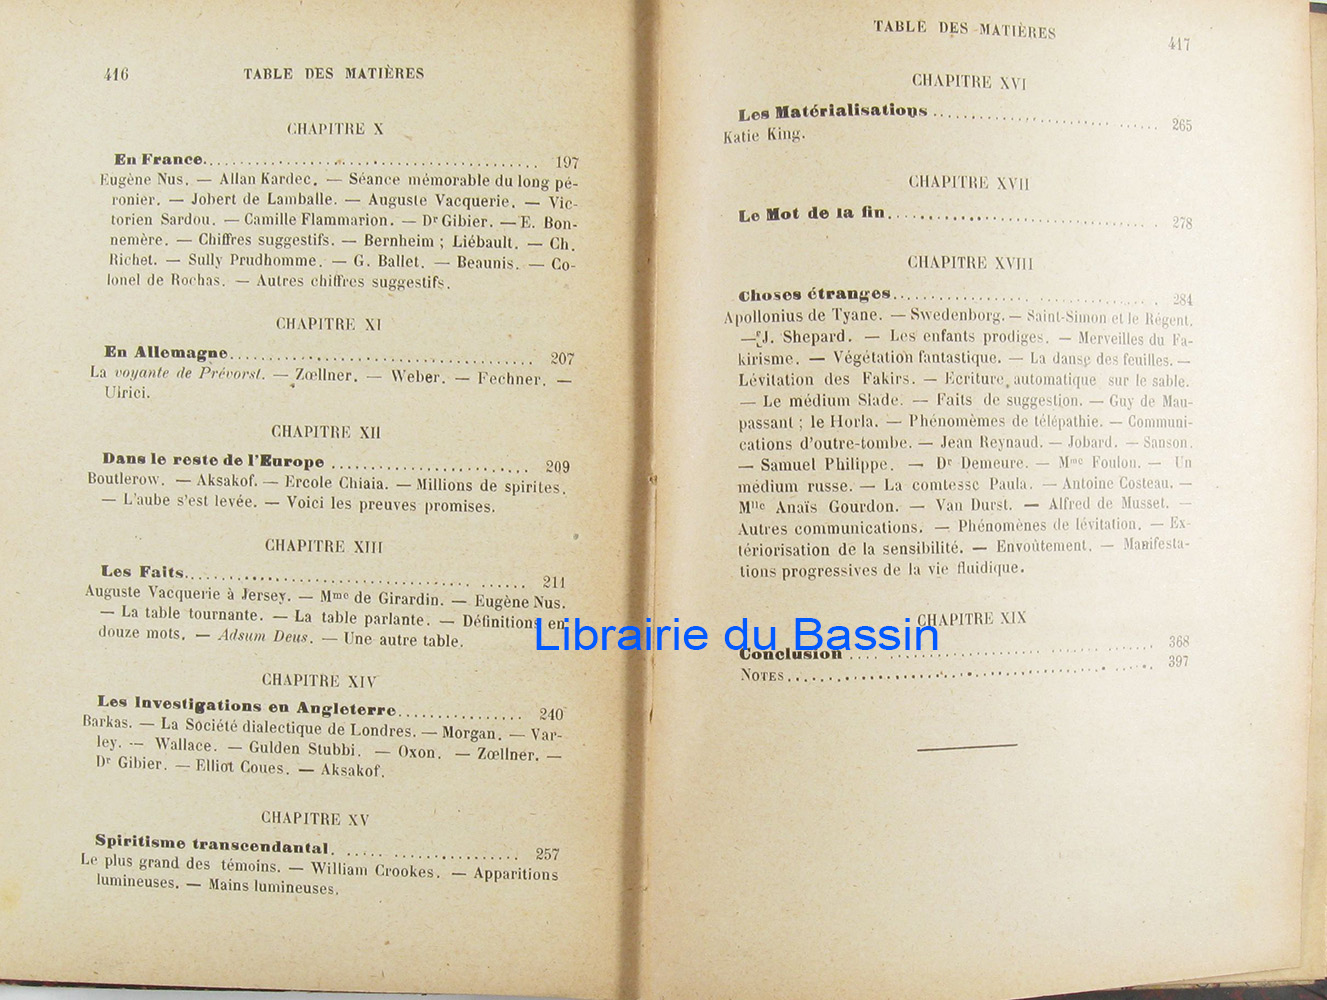 416 TABLE DES MATIÈRES
CHAPITRE X
En France........ 197
Eugène Nus. — Allan Kardec. — Séance mémorable du long pé-
ronier. — Jobert de Lamballe. — Auguste Vacquerie. — Vic-
torien Sardou. — Camille Flammarion. — Dr Gibier. — E. Bon-
nemère. — Chiffres suggestifs. — Bernheim ; Liébault. — Ch.
Richet. — Sully Prudhomme. — G. Ballet. — Beaunis. — Co-
lonel de Rochas. — Autres chiffres suggestifs.
CHAPITRE XI
En Allemagne........ 207
La voyante de Prévorst. — Zœllner. — Weber. — Fechner. —
Ulrici.
CHAPITRE XII
Dans le reste de l'Europe ........ 209
Boutlerow. — Aksakof. — Ercole Chiaia. — Millions de spirites.
— L'aube s'est levée. — Voici les preuves promises.
CHAPITRE XIII
Les Faits........ 211
Auguste Vacquerie à Jersey. — Mme de Girardin. — Eugène Nus.
— La table tournante. — La table parlante. — Définitions en
douze mots. — Adsum Deus. — Une autre table.
CHAPITRE XIV
Les Investigations en Angleterre........ 240
Barkas. — La Société dialectique de Londres. — Morgan. — Var-
ley. — Wallace. — Gulden Stubbi. — Oxon. — Zœllner. —
Dr Gibier. — Elliot Coues. — Aksakof.
CHAPITRE XV
Spiritisme transcendantal. ........ 257
Le plus grand des témoins. — William Crookes. — Apparitions
lumineuses. — Mains lumineuses.
TABLE DES MATIÈRES 417
CHAPITRE XVI
Les Matérialisations ........ 265
Katie King.
CHAPITRE XVII
Le Mot de la fin........ 278
CHAPITRE XVIII
Choses étranges........ 284
Apollonius de Tyane. — Swedenborg. — Saint-Simon et le Régent.
— J. Shepard. — Les enfants prodiges. — Merveilles du Fa-
kirisme. — Végétation fantastique. — La danse des feuilles. —
Lévitation des Fakirs. — Ecriture automatique sur le sable.
— Le médium Slade. — Faits de suggestion. — Guy de Mau-
passant ; le Horla. — Phénomèmes de télépathie. — Communi-
cations d'outre-tombe. — Jean Reynaud. — Jobard. — Sanson.
— Samuel Philippe. — Dr Demeure. — Mme Foulon. — Un
médium russe. — La comtesse Paula. — Antoine Costeau. —
Mlle Anaïs Gourdon. — Van Durst. — Alfred de Musset. —
Autres communications. — Phénomènes de lévitation. — Ex-
tériorisation de la sensibilité. — Envoûtement. — Manifesta-
tions progressives de la vie fluidique.
CHAPITRE XIX
Conclusion ........ 368
NOTES........ 397
Librairie du Bassin